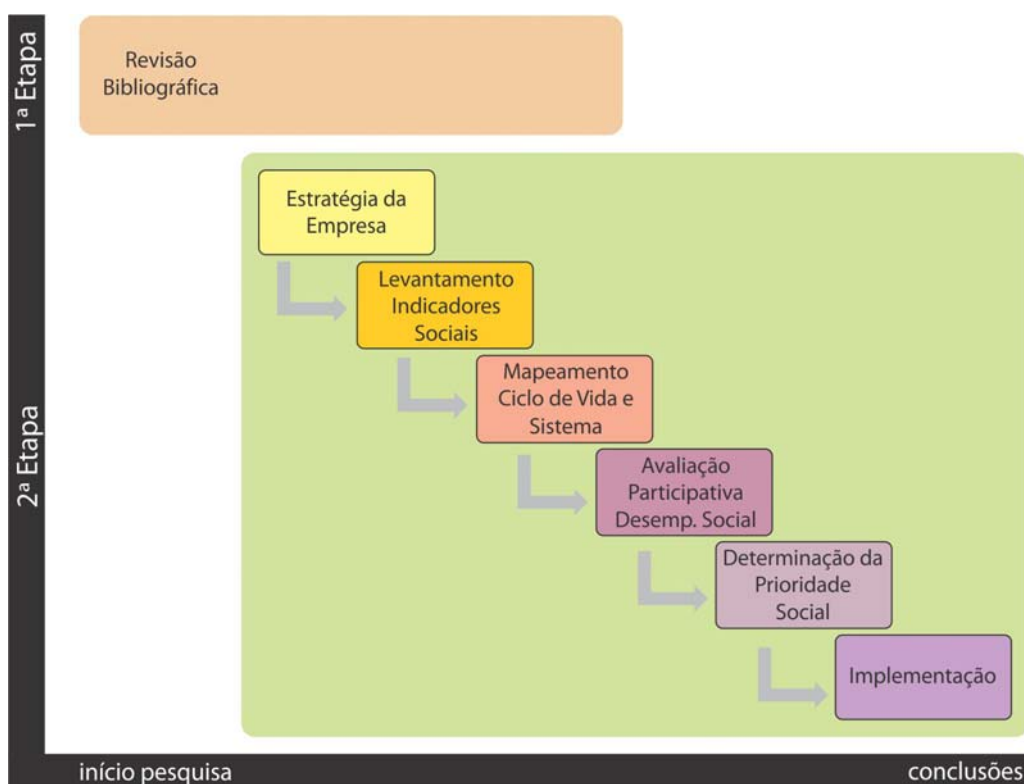 1ª Etapa
Revisão
Bibliográfica
2ª Etapa
Estratégia da
Empresa
Levantamento
Indicadores
Sociais
Mapeamento
Ciclo de Vida e
Sistema
Avaliação
Participativa
Desemp. Social
Determinação da
Prioridade
Social
Implementação
início pesquisa
conclusões